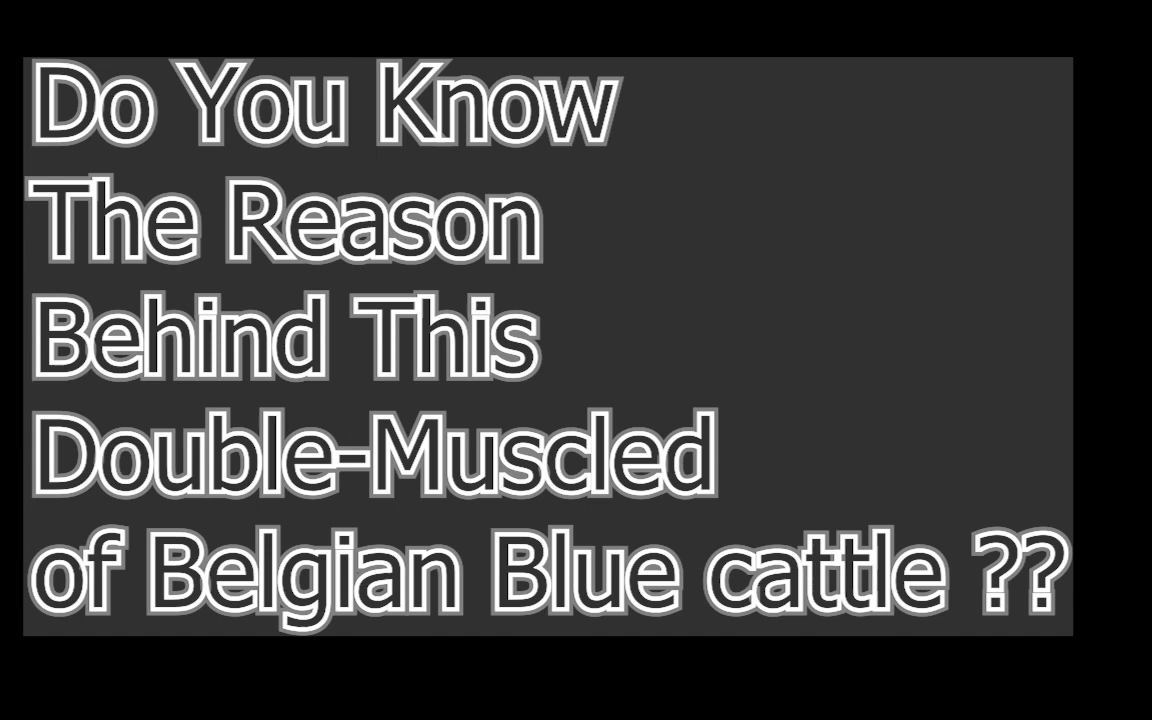 Do You Know
The Reason
Behind This
Double-Muscled
of Belgian Blue cattle ??